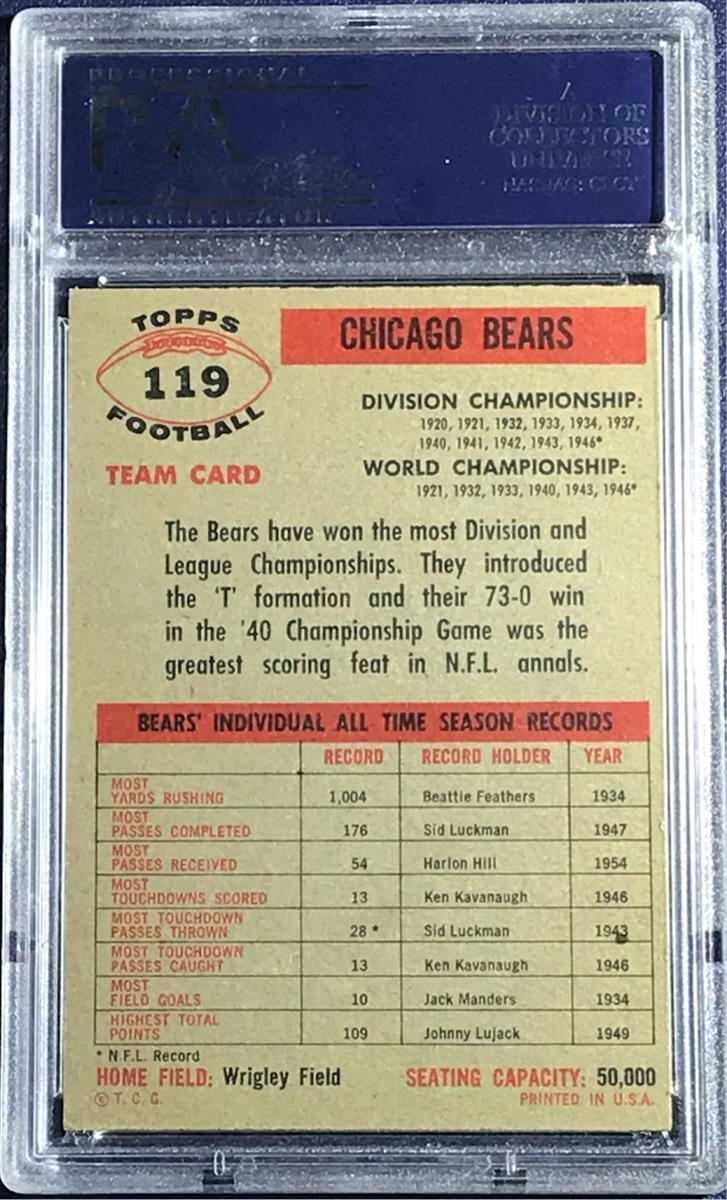 PROFESSIONAL
PSA
AUTHENTICATOR
A
DIVISION OF
COLLECTORS
UNIVERSE
NASDAQ: CLCT
TOPPS
119
FOOTBALL
TEAM CARD
CHICAGO BEARS
DIVISION CHAMPIONSHIP:
1920, 1921, 1932, 1933, 1934, 1937,
1940, 1941, 1942, 1943, 1946*
WORLD CHAMPIONSHIP:
1921, 1932, 1933, 1940, 1943, 1946*
The Bears have won the most Division and
League Championships. They introduced
the 'T' formation and their 73-0 win
in the '40 Championship Game was the
greatest scoring feat in N.F.L. annals.
BEARS' INDIVIDUAL ALL TIME SEASON RECORDS
RECORD RECORD HOLDER YEAR
MOST
YARDS RUSHING 1,004 Beattie Feathers 1934
MOST
PASSES COMPLETED 176 Sid Luckman 1947
MOST
PASSES RECEIVED 54 Harlon Hill 1954
MOST
TOUCHDOWNS SCORED 13 Ken Kavanaugh 1946
MOST TOUCHDOWN
PASSES THROWN 28 * Sid Luckman 1943
MOST TOUCHDOWN
PASSES CAUGHT 13 Ken Kavanaugh 1946
MOST
FIELD GOALS 10 Jack Manders 1934
HIGHEST TOTAL
POINTS 109 Johnny Lujack 1949
* N.F.L. Record
HOME FIELD: Wrigley Field SEATING CAPACITY: 50,000
© T. C. G. PRINTED IN U.S.A.